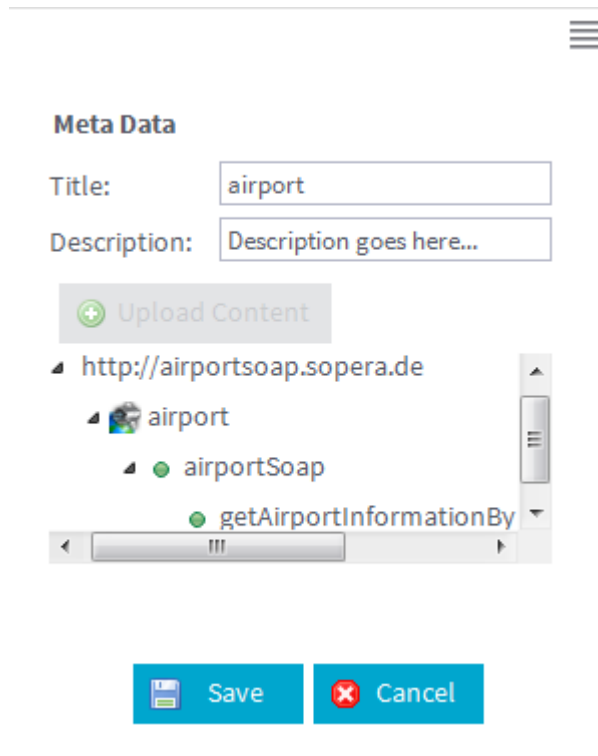 Meta Data
Title: airport
Description: Description goes here...
Upload Content
http://airportsoap.sopera.de
airport
airportSoap
getAirportInformationBy
Save Cancel